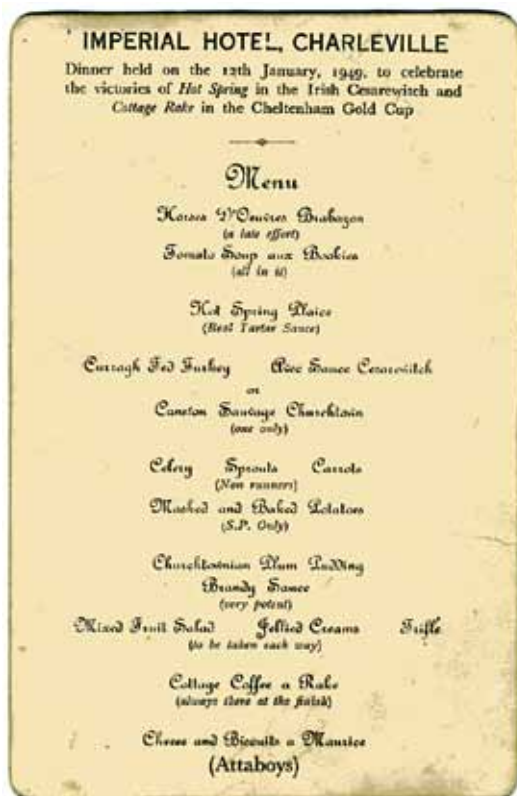 IMPERIAL HOTEL, CHARLEVILLE
Dinner held on the 12th January, 1949, to celebrate
the victories of Hot Spring in the Irish Cesarewitch and
Cottage Rake in the Cheltenham Gold Cup
Menu
Horses D'Oeuvres Brabazon
(a late effort)
Tomato Soup aux Bookies
(all in it)
Hot Spring Plaice
(Real Tarter Sauce)
Curragh Fed Turkey Avec Sauce Cesarevitch
or
Caneton Sauvage Churchtown
(one only)
Celery Sprouts Carrots
(Non runners)
Mashed and Baked Potatoes
(S.P. Only)
Churchtownian Plum Pudding
Brandy Sauce
(very potent)
Mixed Fruit Salad Jellied Creams Trifle
(to be taken each way)
Cottage Coffee a Rake
(always there at the finish)
Cheese and Biscuits a Maurice
(Attaboys)